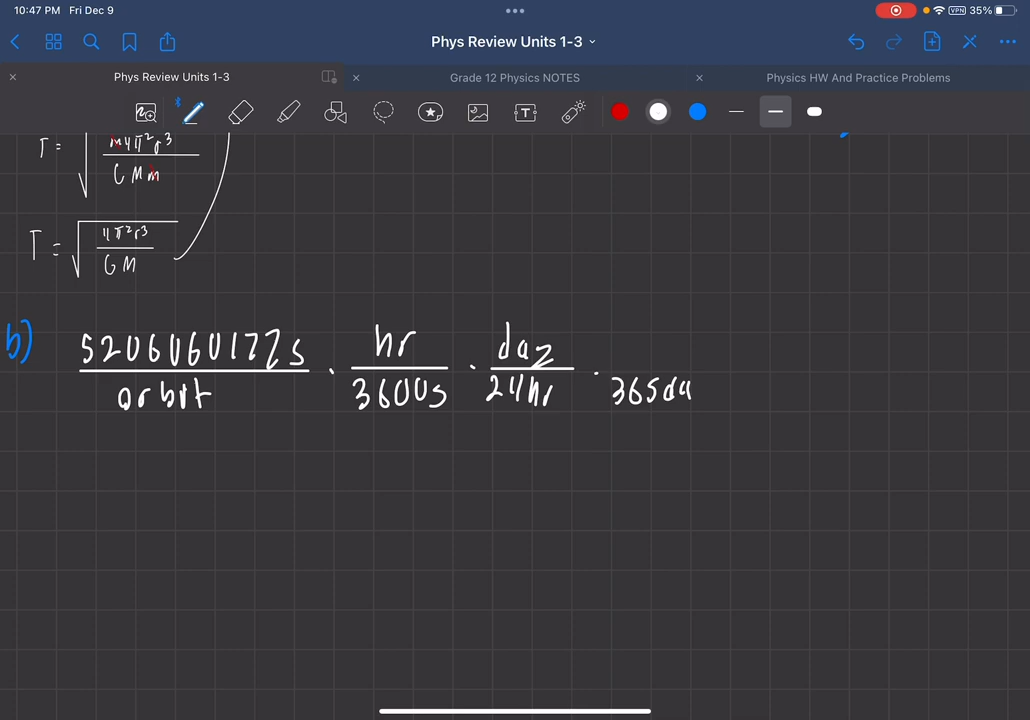 10:47 PM Fri Dec 9
VPN 35%
Phys Review Units 1-3
Phys Review Units 1-3
Grade 12 Physics NOTES
Physics HW And Practice Problems
T = √ m4π²r³ / GMm
T = √ 4π²r³ / GM
b) 5206060177s / orbit · hr / 3600s · day / 24hr · 365da